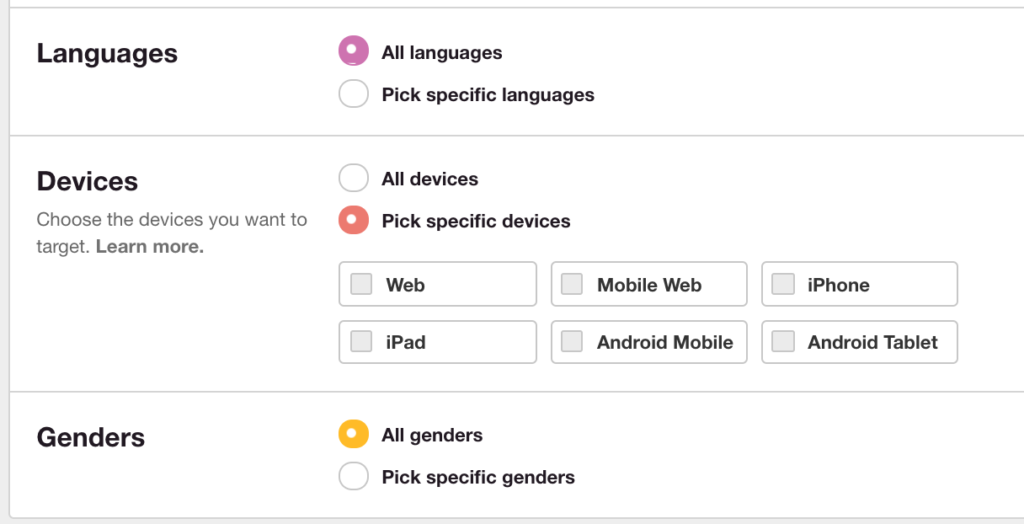 Languages
All languages
Pick specific languages
Devices
Choose the devices you want to
target. Learn more.
All devices
Pick specific devices
Web
Mobile Web
iPhone
iPad
Android Mobile
Android Tablet
Genders
All genders
Pick specific genders